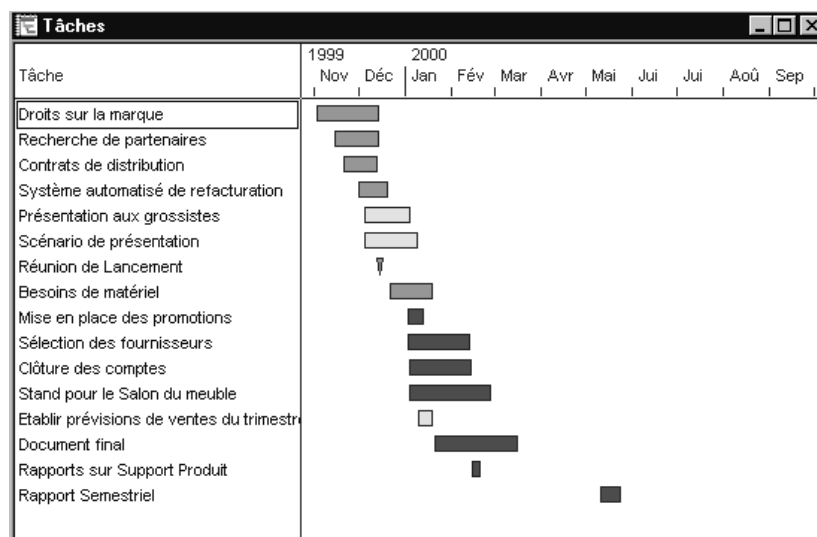 Tâches
1999 2000
Tâche Nov Déc Jan Fév Mar Avr Mai Jui Jui Aoû Sep
Droits sur la marque
Recherche de partenaires
Contrats de distribution
Système automatisé de refacturation
Présentation aux grossistes
Scénario de présentation
Réunion de Lancement
Besoins de matériel
Mise en place des promotions
Sélection des fournisseurs
Clôture des comptes
Stand pour le Salon du meuble
Etablir prévisions de ventes du trimestre
Document final
Rapports sur Support Produit
Rapport Semestriel